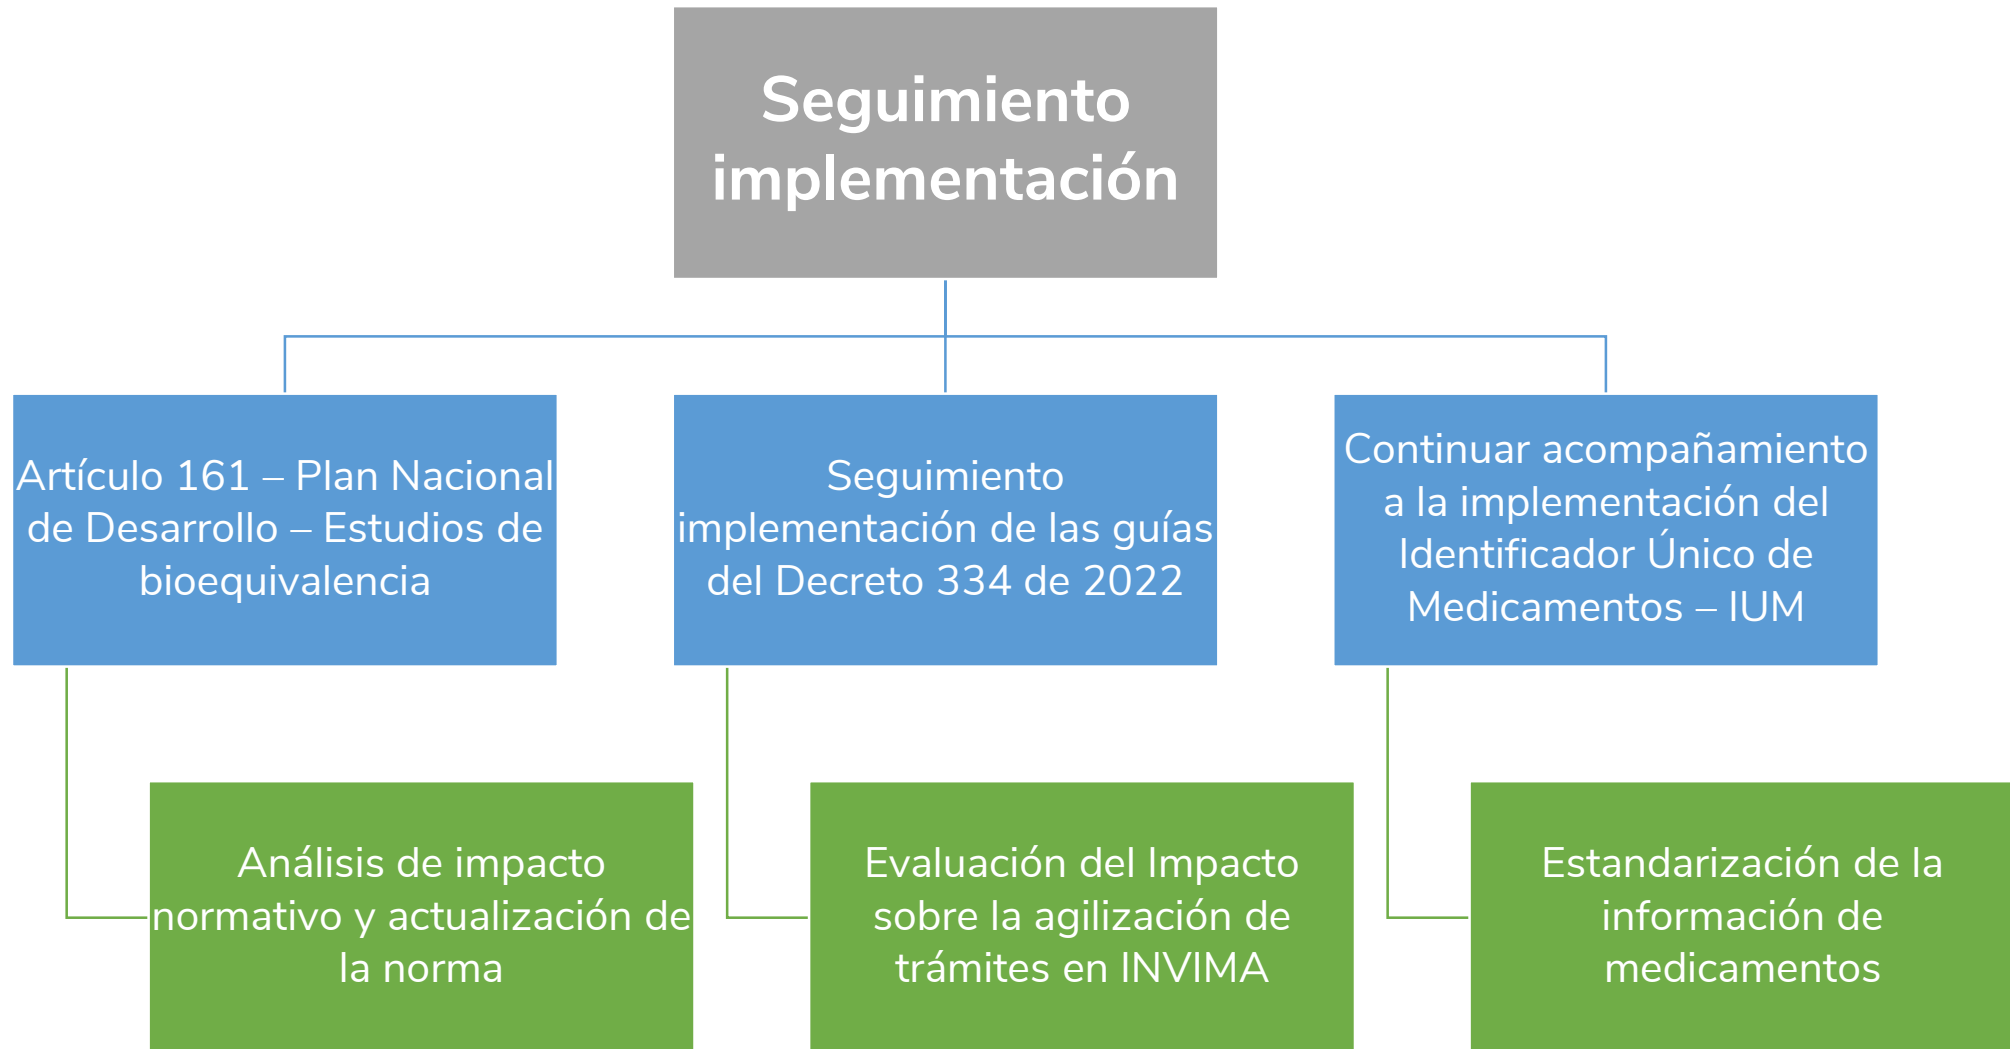 Seguimiento
implementación
Artículo 161 – Plan Nacional
de Desarrollo – Estudios de
bioequivalencia
Seguimiento
implementación de las guías
del Decreto 334 de 2022
Continuar acompañamiento
a la implementación del
Identificador Único de
Medicamentos – IUM
Análisis de impacto
normativo y actualización de
la norma
Evaluación del Impacto
sobre la agilización de
trámites en INVIMA
Estandarización de la
información de
medicamentos